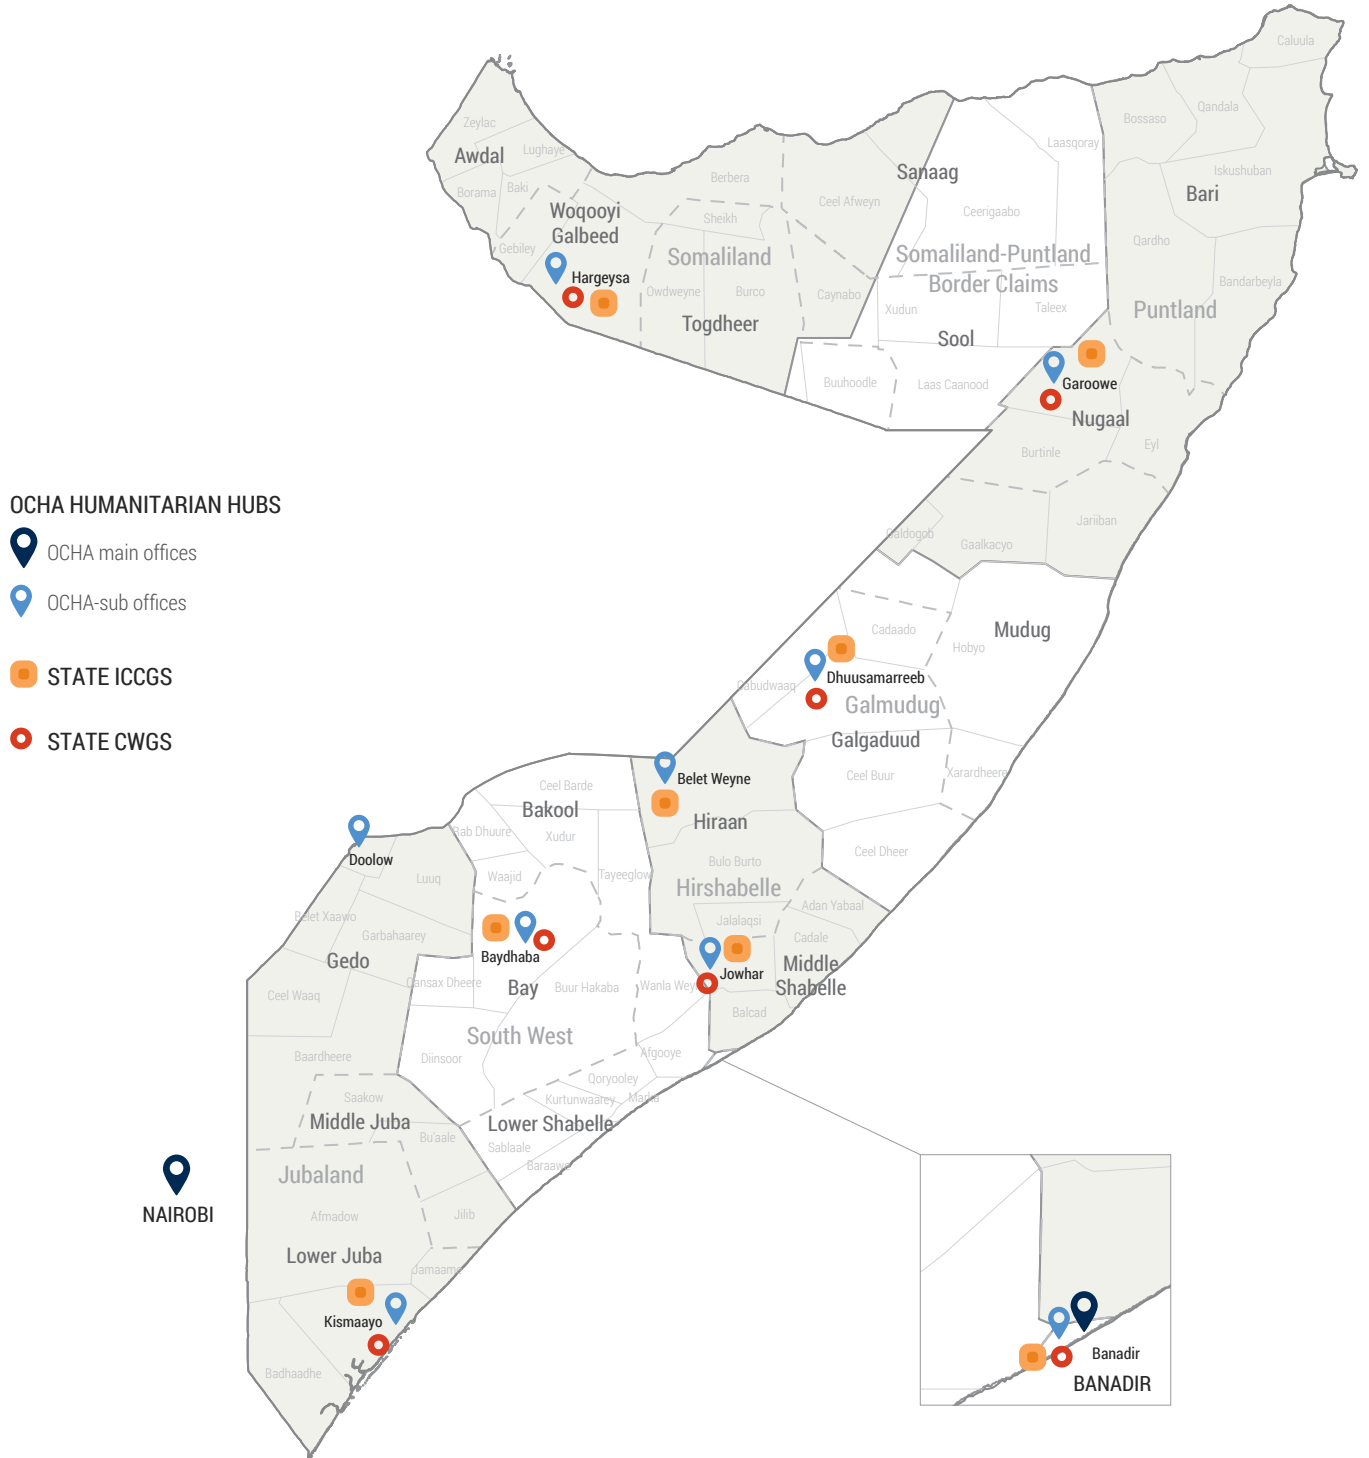 Caluula
Qandala
Bossaso
Zeylac
Lughaye
Laasqoray
Awdal
Sanaag
Iskushuban
Berbera
Borama
Baki
Bari
Ceel Afweyn
Woqooyi
Galbeed
Sheikh
Ceerigaabo
Gebiley
Qardho
Somaliland
Somaliland-Puntland
Border Claims
Hargeysa
Owdweyne
Burco
Caynabo
Bandarbeyla
Xudun
Taleex
Puntland
Togdheer
Sool
Buuhoodle
Laas Caanood
Garoowe
Nugaal
Burtinle
Eyl
OCHA HUMANITARIAN HUBS
OCHA main offices
OCHA-sub offices
STATE ICCGS
STATE CWGS
Jariiban
Galdogob
Gaalkacyo
Cadaado
Mudug
Hobyo
Dhuusamarreeb
Cabudwaaq
Galmudug
Galgaduud
Belet Weyne
Ceel Buur
Xarardheere
Ceel Barde
Bakool
Hiraan
Rab Dhuure
Xudur
Doolow
Ceel Dheer
Bulo Burto
Luuq
Waajid
Tayeeglow
Hirshabelle
Adan Yabaal
Belet Xaawo
Jalalaqsi
Garbahaarey
Cadale
Gedo
Baydhaba
Jowhar
Middle
Shabelle
Qansax Dheere
Bay
Buur Hakaba
Wanla Weyn
Ceel Waaq
Balcad
South West
Baardheere
Diinsoor
Afgooye
Qoryooley
Saakow
Kurtunwaarey
Marka
Middle Juba
Lower Shabelle
Bu'aale
Sablaale
Baraawe
Jubaland
NAIROBI
Afmadow
Jilib
Lower Juba
Jamaame
Kismaayo
Badhaadhe
Banadir
BANADIR